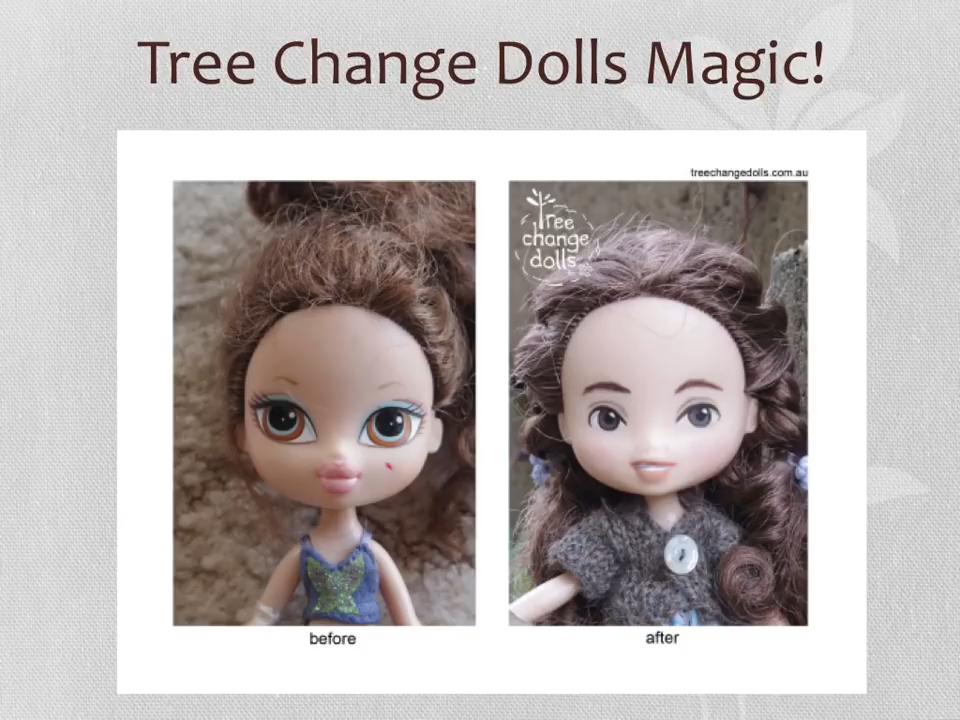 Tree Change Dolls Magic!
treechangedolls.com.au
Tree
change
dolls
before
after